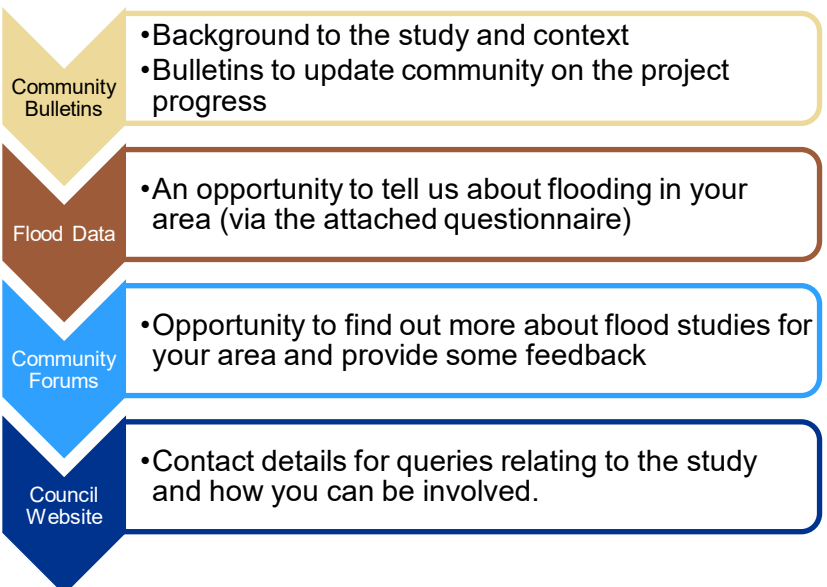 Community
Bulletins
•Background to the study and context
•Bulletins to update community on the project
progress
Flood Data
•An opportunity to tell us about flooding in your
area (via the attached questionnaire)
Community
Forums
•Opportunity to find out more about flood studies for
your area and provide some feedback
Council
Website
•Contact details for queries relating to the study
and how you can be involved.